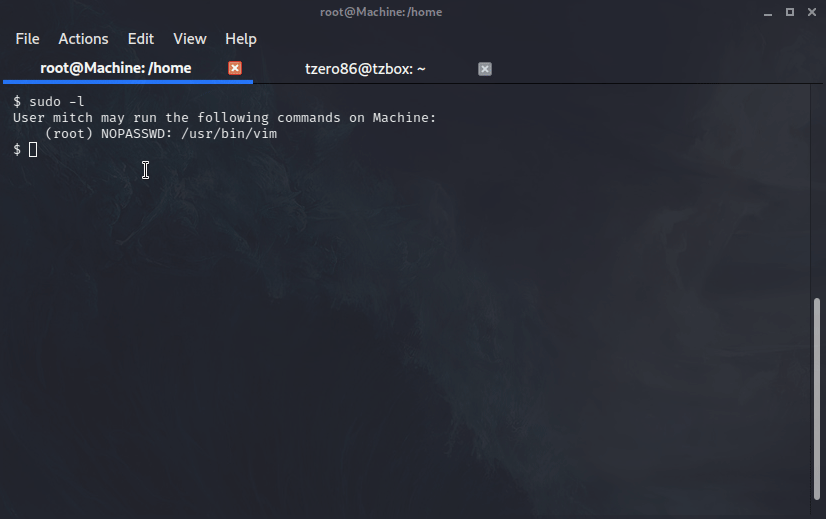 root@Machine: /home
File Actions Edit View Help
root@Machine: /home tzero86@tzbox: ~
$ sudo -l
User mitch may run the following commands on Machine:
    (root) NOPASSWD: /usr/bin/vim
$